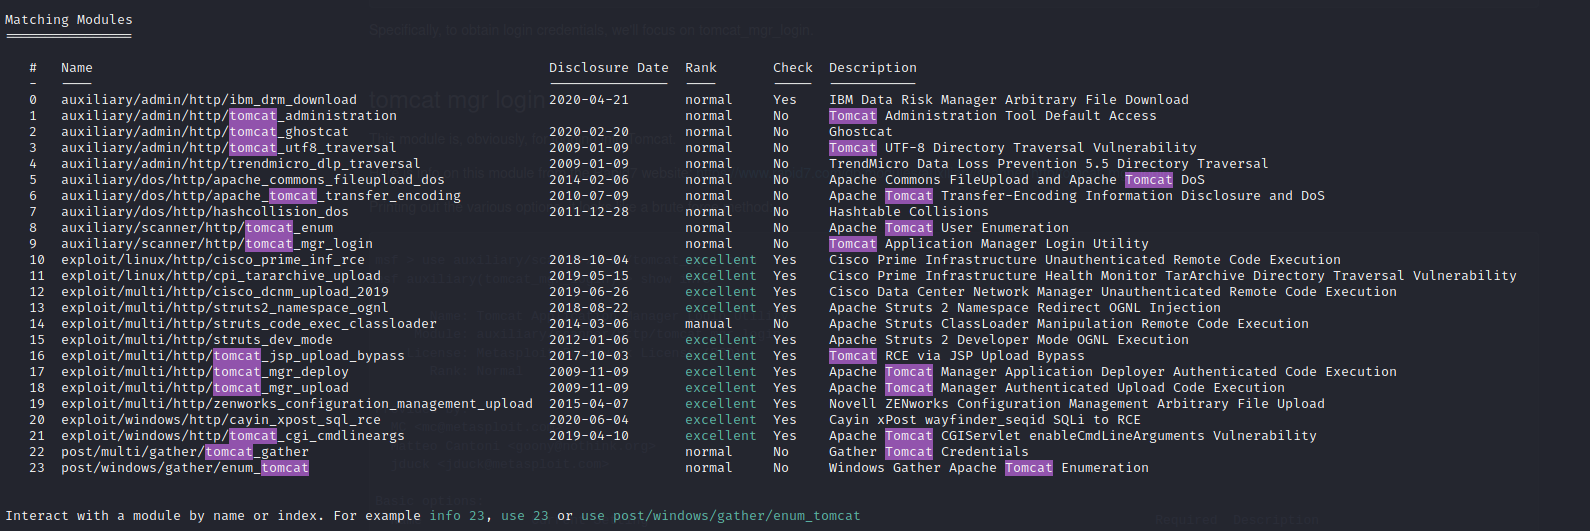 Matching Modules
================
# Name Disclosure Date Rank Check Description
- ---- --------------- ---- ----- -----------
0 auxiliary/admin/http/ibm_drm_download 2020-04-21 normal Yes IBM Data Risk Manager Arbitrary File Download
1 auxiliary/admin/http/tomcat_administration normal No Tomcat Administration Tool Default Access
2 auxiliary/admin/http/tomcat_ghostcat 2020-02-20 normal No Ghostcat
3 auxiliary/admin/http/tomcat_utf8_traversal 2009-01-09 normal No Tomcat UTF-8 Directory Traversal Vulnerability
4 auxiliary/admin/http/trendmicro_dlp_traversal 2009-01-09 normal No TrendMicro Data Loss Prevention 5.5 Directory Traversal
5 auxiliary/dos/http/apache_commons_fileupload_dos 2014-02-06 normal No Apache Commons FileUpload and Apache Tomcat DoS
6 auxiliary/dos/http/apache_tomcat_transfer_encoding 2010-07-09 normal No Apache Tomcat Transfer-Encoding Information Disclosure and DoS
7 auxiliary/dos/http/hashcollision_dos 2011-12-28 normal No Hashtable Collisions
8 auxiliary/scanner/http/tomcat_enum normal No Apache Tomcat User Enumeration
9 auxiliary/scanner/http/tomcat_mgr_login normal No Tomcat Application Manager Login Utility
10 exploit/linux/http/cisco_prime_inf_rce 2018-10-04 excellent Yes Cisco Prime Infrastructure Unauthenticated Remote Code Execution
11 exploit/linux/http/cpi_tararchive_upload 2019-05-15 excellent Yes Cisco Prime Infrastructure Health Monitor TarArchive Directory Traversal Vulnerability
12 exploit/multi/http/cisco_dcnm_upload_2019 2019-06-26 excellent Yes Cisco Data Center Network Manager Unauthenticated Remote Code Execution
13 exploit/multi/http/struts2_namespace_ognl 2018-08-22 excellent Yes Apache Struts 2 Namespace Redirect OGNL Injection
14 exploit/multi/http/struts_code_exec_classloader 2014-03-06 manual No Apache Struts ClassLoader Manipulation Remote Code Execution
15 exploit/multi/http/struts_dev_mode 2012-01-06 excellent Yes Apache Struts 2 Developer Mode OGNL Execution
16 exploit/multi/http/tomcat_jsp_upload_bypass 2017-10-03 excellent Yes Tomcat RCE via JSP Upload Bypass
17 exploit/multi/http/tomcat_mgr_deploy 2009-11-09 excellent Yes Apache Tomcat Manager Application Deployer Authenticated Code Execution
18 exploit/multi/http/tomcat_mgr_upload 2009-11-09 excellent Yes Apache Tomcat Manager Authenticated Upload Code Execution
19 exploit/multi/http/zenworks_configuration_management_upload 2015-04-07 excellent Yes Novell ZENworks Configuration Management Arbitrary File Upload
20 exploit/windows/http/cayin_xpost_sql_rce 2020-06-04 excellent Yes Cayin xPost wayfinder_seqid SQLi to RCE
21 exploit/windows/http/tomcat_cgi_cmdlineargs 2019-04-10 excellent Yes Apache Tomcat CGIServlet enableCmdLineArguments Vulnerability
22 post/multi/gather/tomcat_gather normal No Gather Tomcat Credentials
23 post/windows/gather/enum_tomcat normal No Windows Gather Apache Tomcat Enumeration
Interact with a module by name or index. For example info 23, use 23 or use post/windows/gather/enum_tomcat